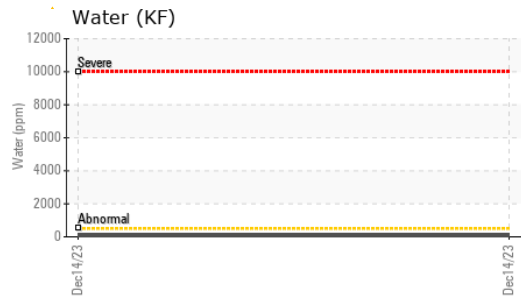 Water (KF)
12000
Severe
10000
8000
Water (ppm)
6000
4000
2000
Abnormal
0
Dec14/23
Dec14/23